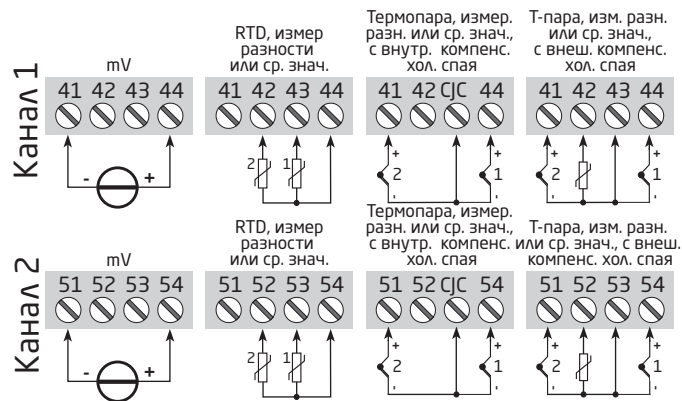 Канал 1
mV
41 42 43 44
- +
RTD, измер
разности
или ср. знач.
41 42 43 44
2 1
Термопара, измер.
разн. или ср. знач.,
с внутр. компенс.
хол. спая
41 42 CJC 44
+ +
2 1
- -
Т-пара, изм. разн.
или ср. знач.,
с внеш. компенс.
хол. спая
41 42 43 44
+ +
2 1
- -
Канал 2
mV
51 52 53 54
- +
RTD, измер
разности
или ср. знач.
51 52 53 54
2 1
Термопара, измер.
разн. или ср. знач.,
с внутр. компенс.
хол. спая
51 52 CJC 54
+ +
2 1
- -
Т-пара, изм. разн.
или ср. знач., с внеш.
компенс. хол. спая
51 52 53 54
+ +
2 1
- -